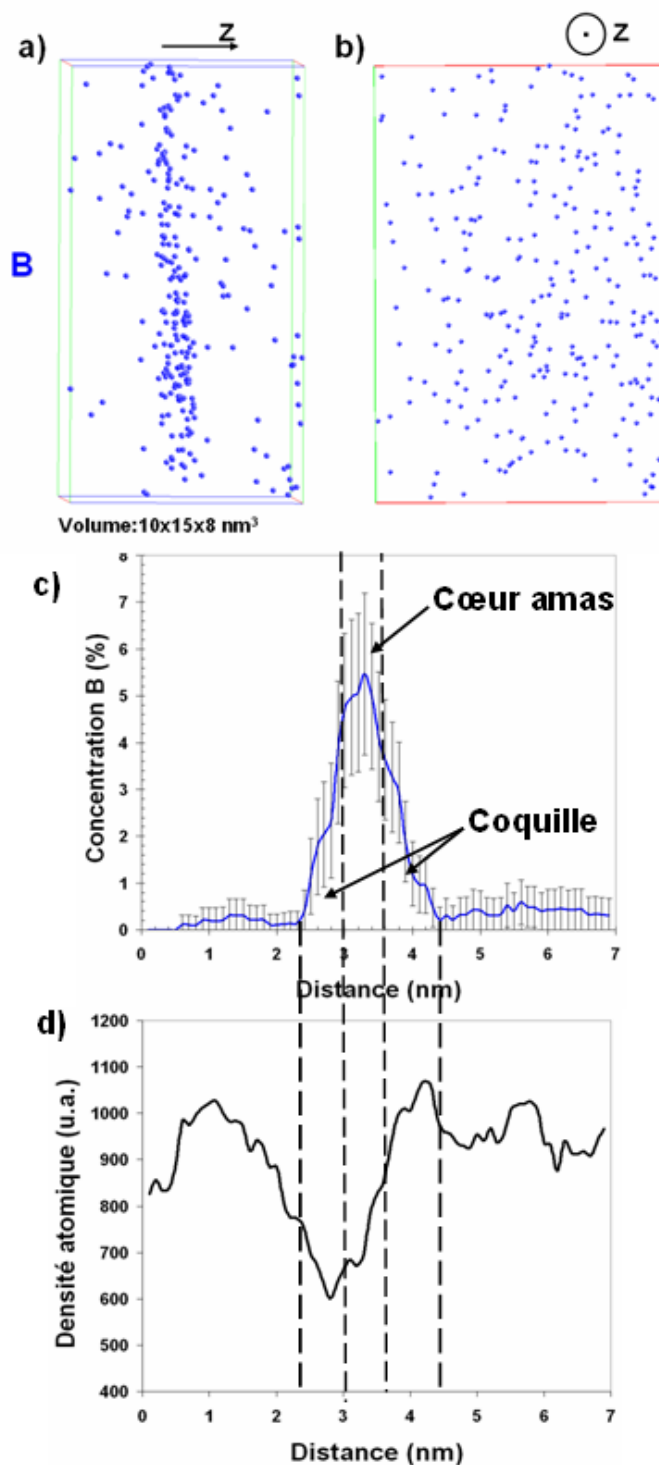 a)
Z
b)
Z
B
Volume:10x15x8 nm³
c)
Concentration B (%)
8
7
6
5
4
3
2
1
0
Cœur amas
Coquille
0 1 2 3 4 5 6 7
Distance (nm)
d)
Densité atomique (u.a.)
1200
1100
1000
900
800
700
600
500
400
0 1 2 3 4 5 6 7
Distance (nm)